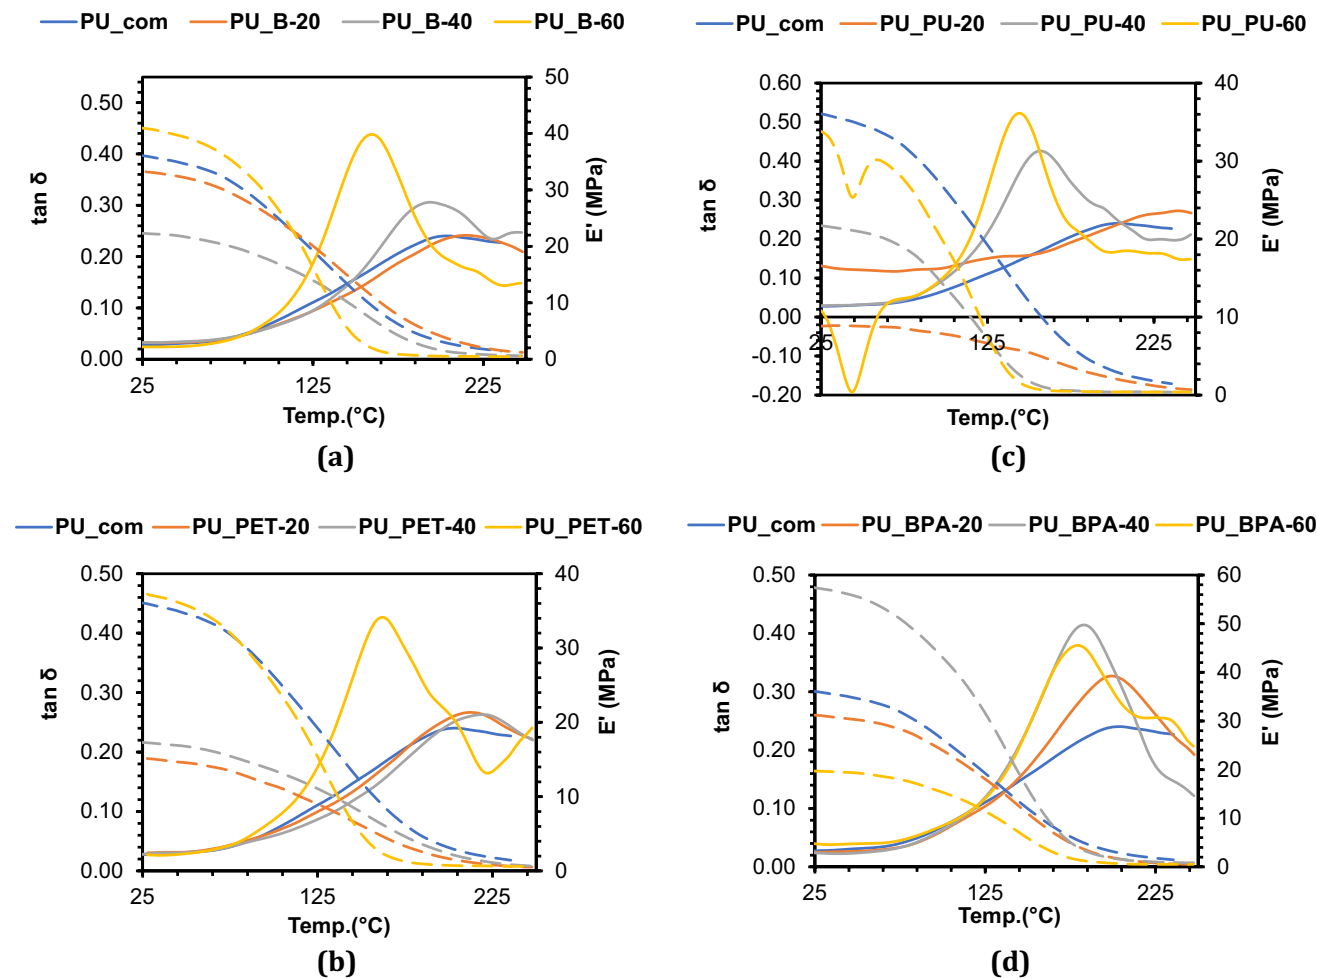 PU_com PU_B-20 PU_B-40 PU_B-60
0.50
0.40
0.30
0.20
0.10
0.00
tan δ
50
40
30
20
10
0
E' (MPa)
25 125 225
Temp.(°C)
(a)
PU_com PU_PU-20 PU_PU-40 PU_PU-60
0.60
0.50
0.40
0.30
0.20
0.10
0.00
-0.10
-0.20
tan δ
40
30
20
10
0
E' (MPa)
25 125 225
Temp.(°C)
(c)
PU_com PU_PET-20 PU_PET-40 PU_PET-60
0.50
0.40
0.30
0.20
0.10
0.00
tan δ
40
30
20
10
0
E' (MPa)
25 125 225
Temp.(°C)
(b)
PU_com PU_BPA-20 PU_BPA-40 PU_BPA-60
0.50
0.40
0.30
0.20
0.10
0.00
tan δ
60
50
40
30
20
10
0
E' (MPa)
25 125 225
Temp.(°C)
(d)